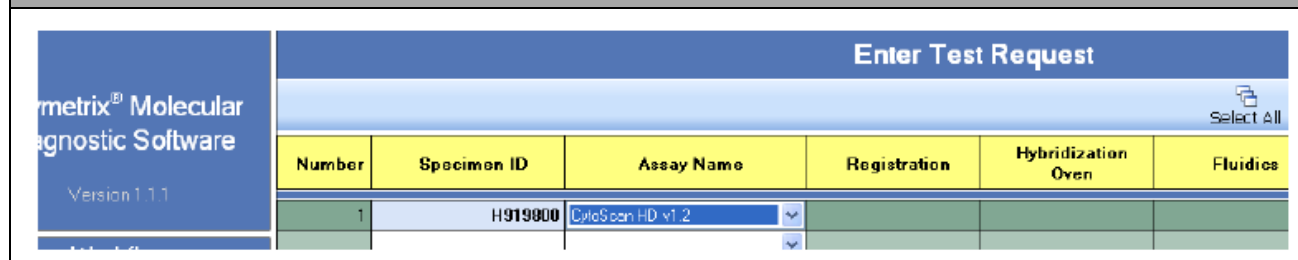 Enter Test Request
ymetrix® Molecular
agnostic Software
Version 1.1.1
Select All
Number Specimen ID Assay Name Registration Hybridization Oven Fluidics
1 H919800 CytoScan HD v1.2